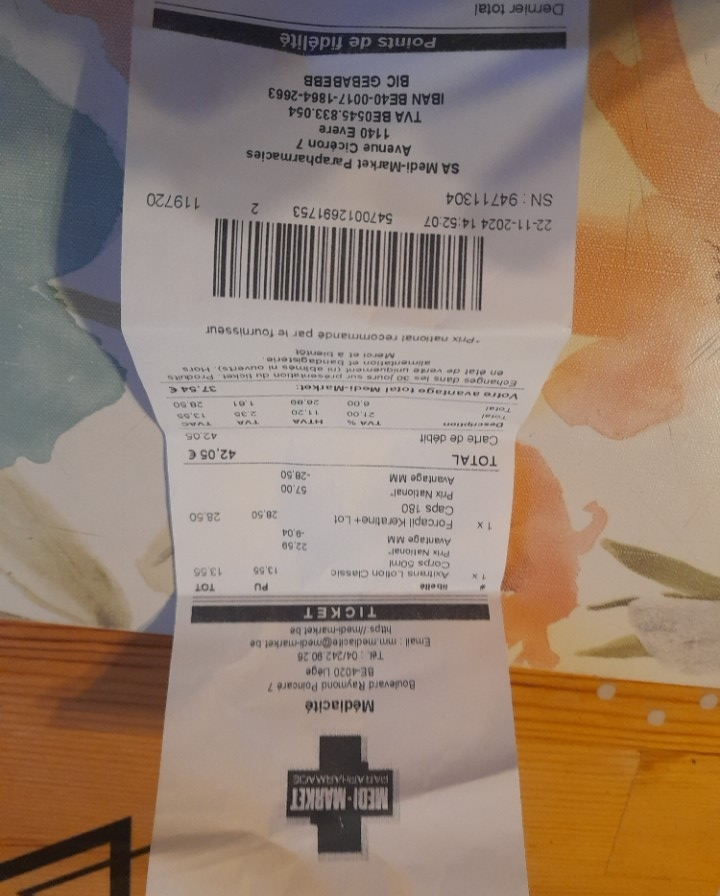 MEDI-MARKET
PARAPHARMACIE
Médiacité
Boulevard Raymond Poincaré 7
BE-4020 Liège
Tél. : 04/242.90.26
Email : mm.mediacite@medi-market.be
https://medi-market.be
TICKET
# libellé PU TOT
1 x Axitrans Lotion Classic 13.55 13.55
Corps 50ml
Prix National* 22.59
Avantage MM -9.04
1 x Forcapil Keratine+ Lot 28.50 28.50
Caps 180
Prix National* 57.00
Avantage MM -28.50
TOTAL 42,05 €
Carte de débit 42.05
Description TVA % HTVA TVA TVAC
Total 21.00 11.20 2.35 13.55
Total 6.00 26.89 1.61 28.50
Votre avantage total Medi-Market: 37.54 €
Echanges dans les 30 jours sur présentation du ticket. Produits
en état de vente uniquement (ni abîmés ni ouverts). Hors
alimentation et bandagisterie.
Merci et à bientôt
*Prix national recommandé par le fournisseur
22-11-2024 14:52:07 5470012691753 2
SN : 94711304 119720
SA Medi-Market Parapharmacies
Avenue Cicéron 7
1140 Evere
TVA BE0545.833.054
IBAN BE40-0017-1864-2663
BIC GEBABEBB
Points de fidélité
Dernier total